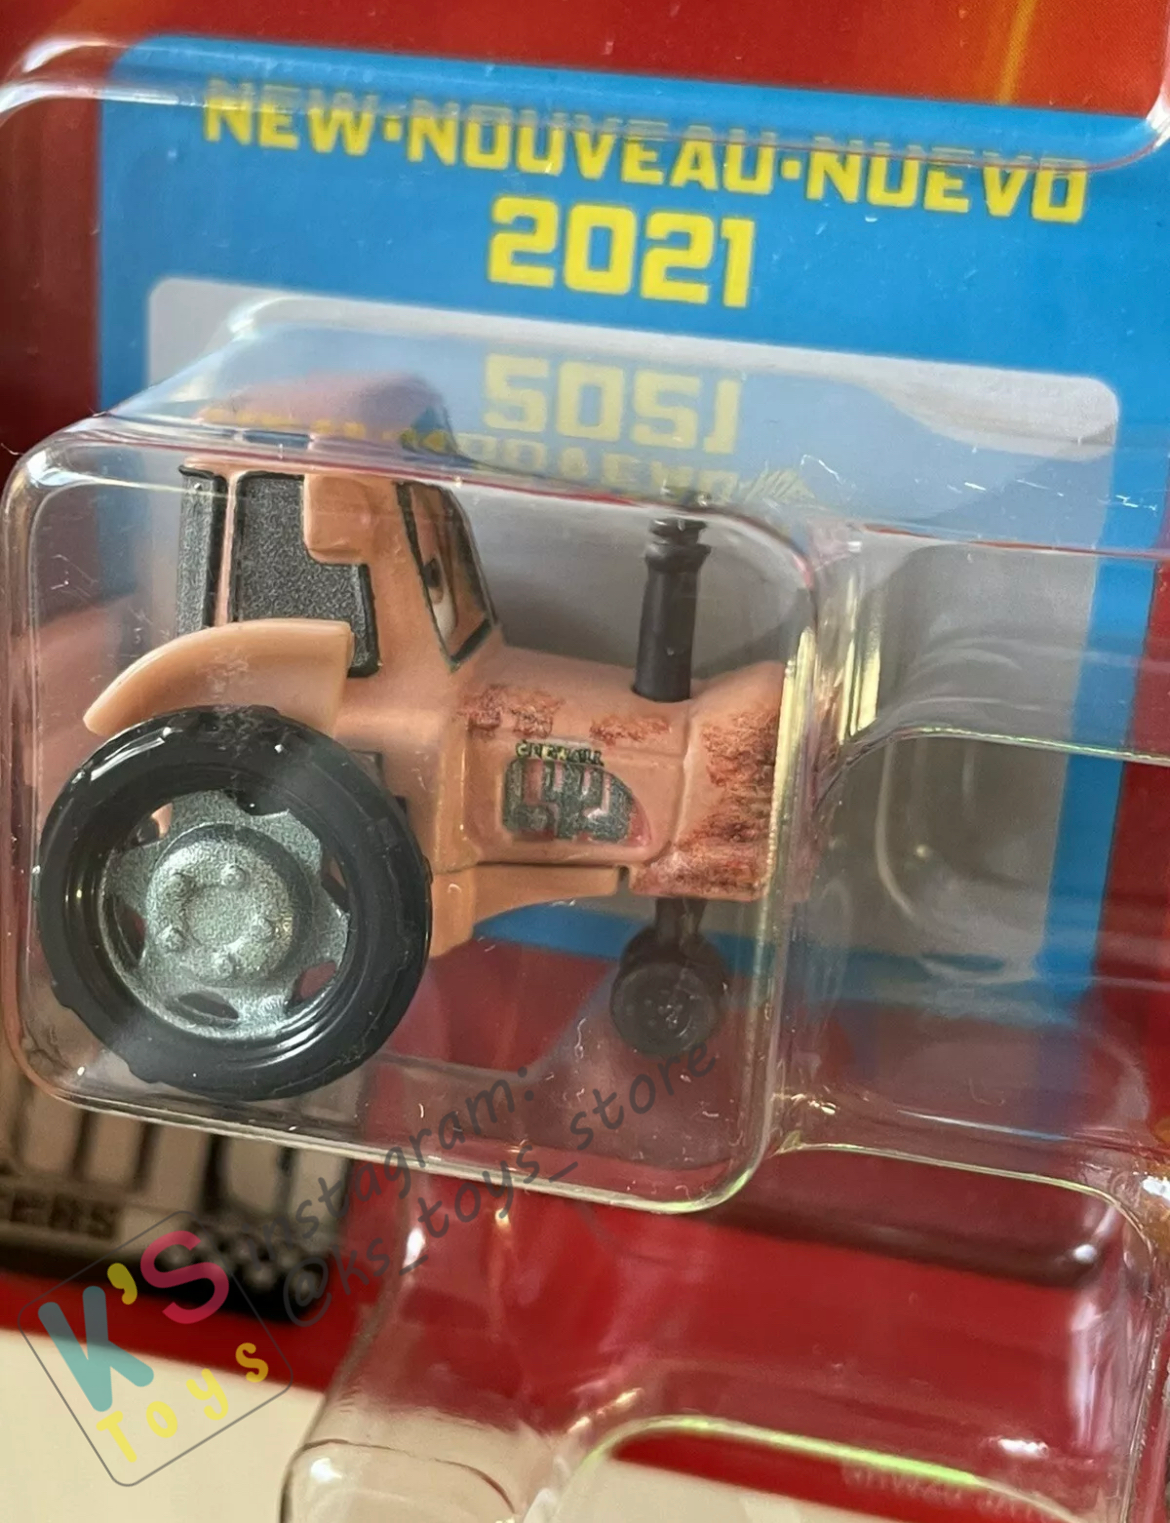 NEW•NOUVEAU•NUEVO
2021
Instagram:
@ks_toys_store
K'S
Toys